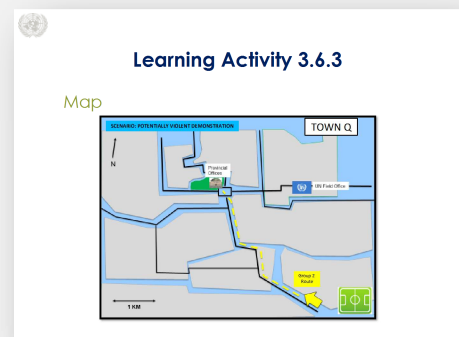 Learning Activity 3.6.3
Map
SCENARIO: POTENTIALLY VIOLENT DEMONSTRATION
TOWN Q
N
Provincial
Offices
UN Field Office
Group 2
Route
1 KM